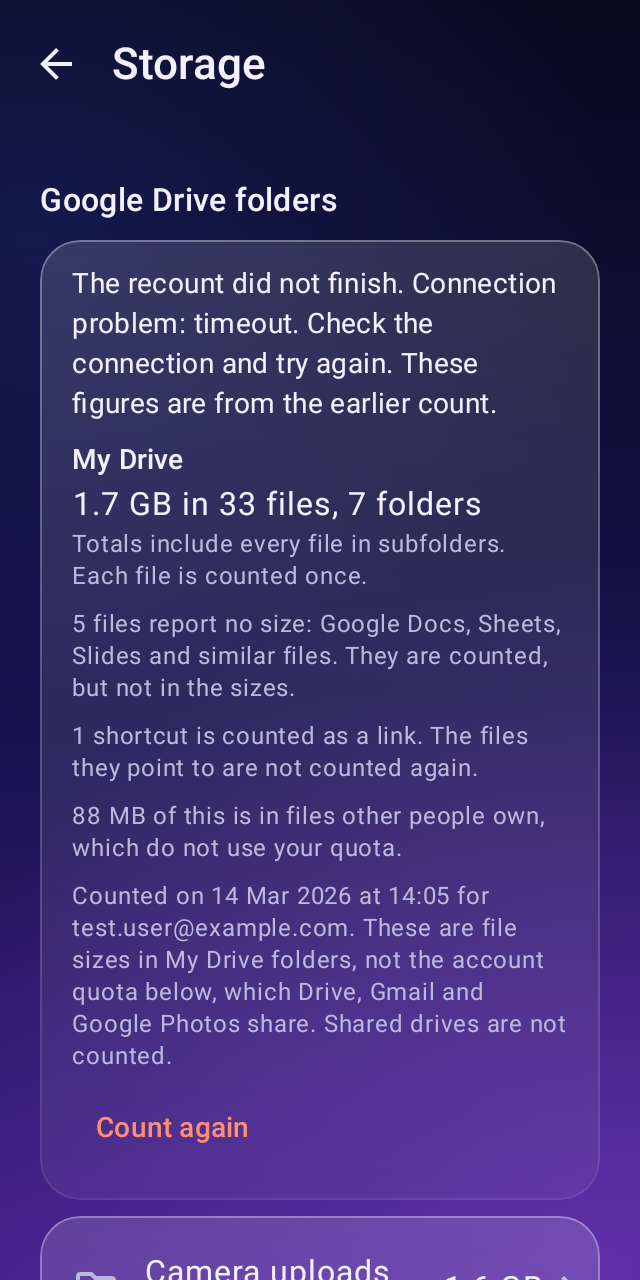 Storage
Google Drive folders
The recount did not finish. Connection
problem: timeout. Check the
connection and try again. These
figures are from the earlier count.
My Drive
1.7 GB in 33 files, 7 folders
Totals include every file in subfolders.
Each file is counted once.
5 files report no size: Google Docs, Sheets,
Slides and similar files. They are counted,
but not in the sizes.
1 shortcut is counted as a link. The files
they point to are not counted again.
88 MB of this is in files other people own,
which do not use your quota.
Counted on 14 Mar 2026 at 14:05 for
test.user@example.com. These are file
sizes in My Drive folders, not the account
quota below, which Drive, Gmail and
Google Photos share. Shared drives are not
counted.
Count again
Camera uploads
1.6 GB